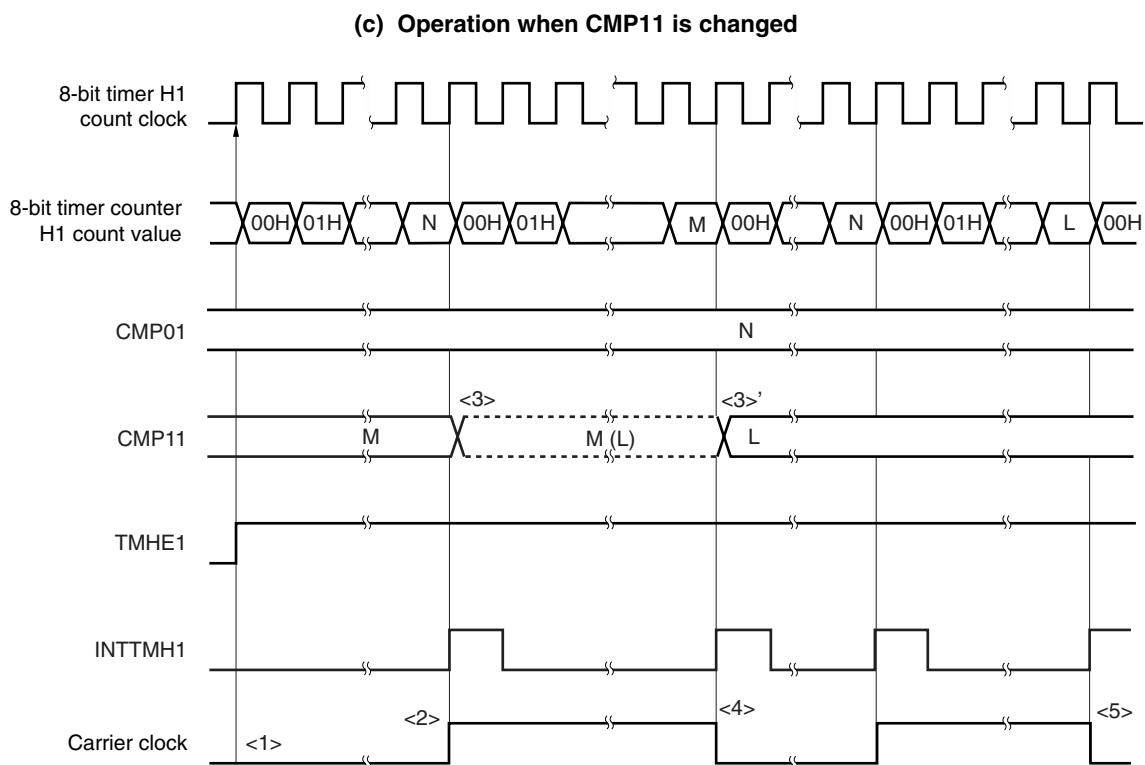 (c) Operation when CMP11 is changed
8-bit timer H1
count clock
8-bit timer counter
H1 count value
00H 01H N 00H 01H M 00H N 00H 01H L 00H
CMP01
N
<3> <3>’
CMP11
M M (L) L
TMHE1
INTTMH1
<2> <4> <5>
Carrier clock
<1>